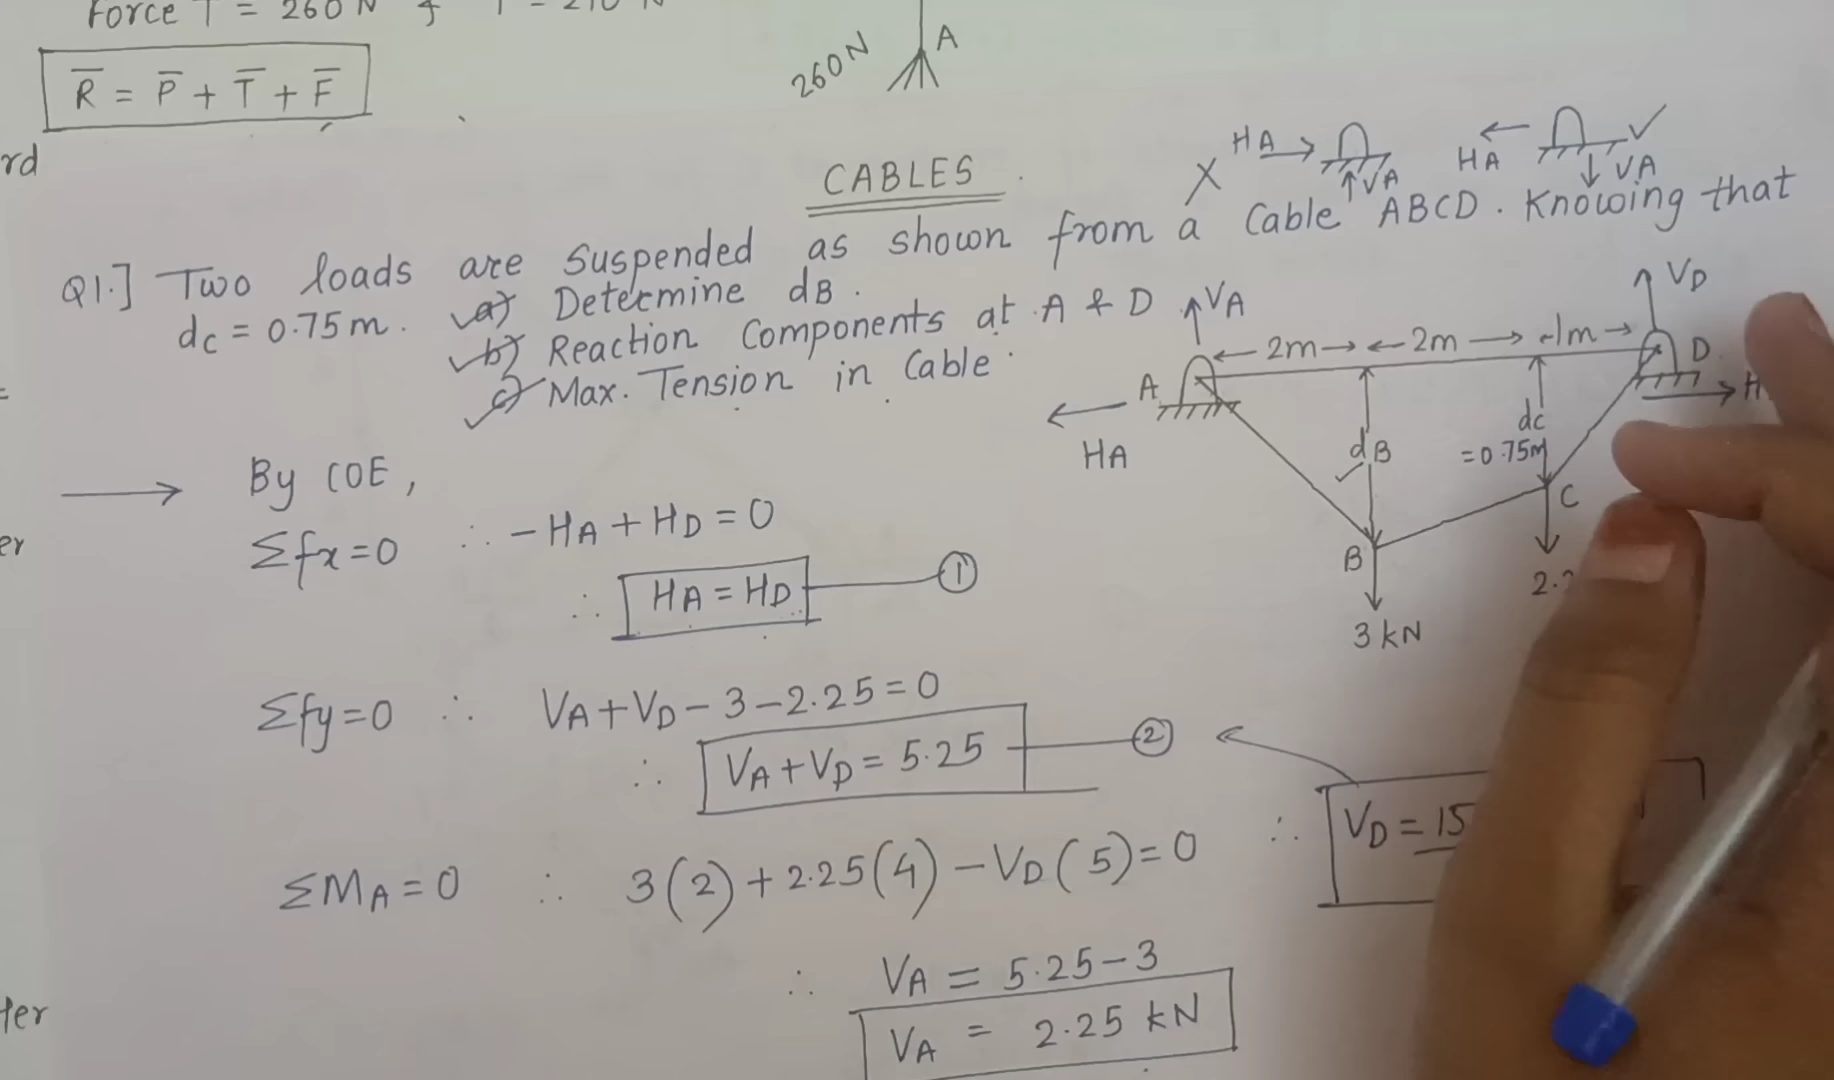 Force T = 260 N
R = P + T + F
260N
A
rd
CABLES
X HA VA
HA VA
Q1.] Two loads are suspended as shown from a Cable ABCD. Knowing that
dc = 0.75m. a) Determine dB.
b) Reaction Components at A & D
c) Max. Tension in Cable.
VA
VD
2m 2m 1m
A
D
HA
H
dB
dc
= 0.75m
C
B
2.
3 kN
By COE,
Σfx=0 ∴ -HA + HD = 0
er
∴ HA = HD ①
Σfy=0 ∴ VA+VD-3-2.25=0
∴ VA+VD = 5.25 ②
ΣMA=0 ∴ 3(2)+2.25(4)-VD(5)=0
∴ VD = 15
∴ VA = 5.25-3
VA = 2.25 kN